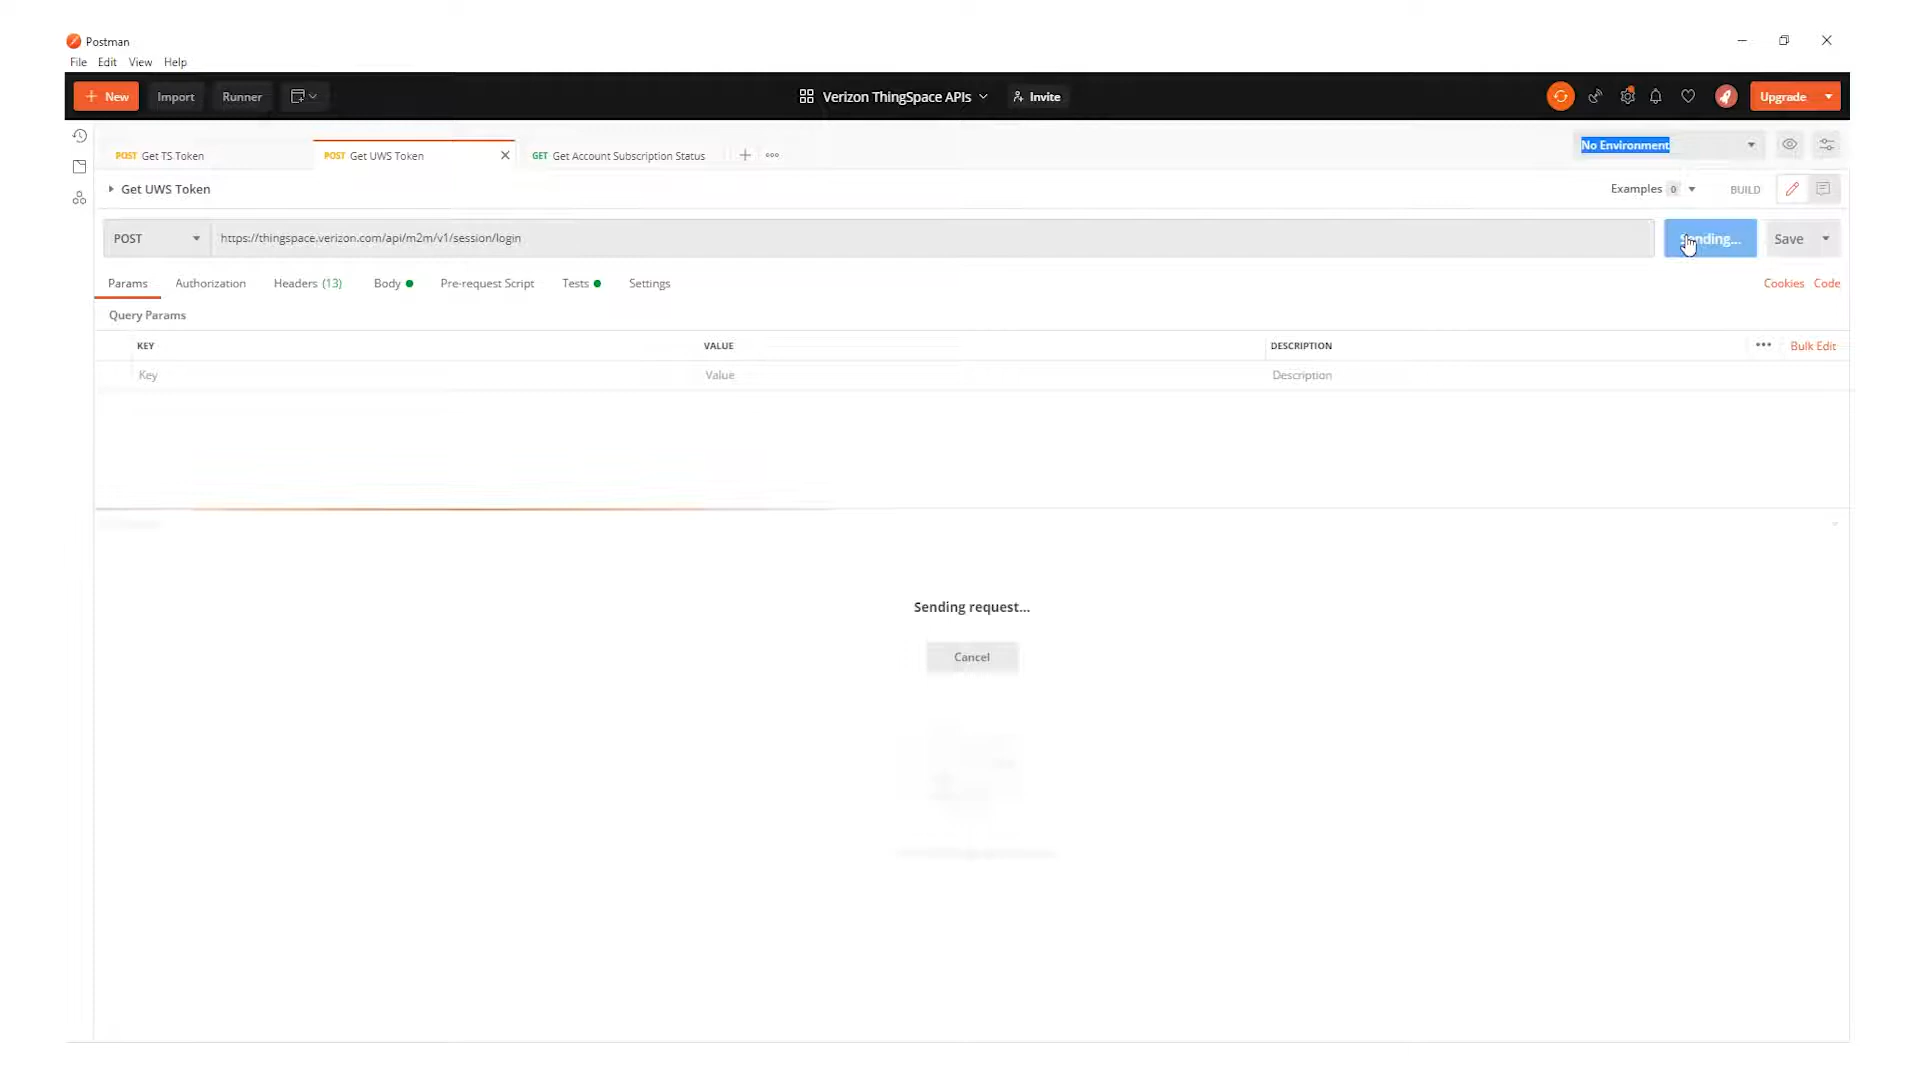 Postman
File Edit View Help
+ New Import Runner Verizon ThingSpace APIs Invite Upgrade
POST Get TS Token POST Get UWS Token GET Get Account Subscription Status No Environment
Get UWS Token Examples 0 BUILD
POST https://thingspace.verizon.com/api/m2m/v1/session/login Sending... Save
Params Authorization Headers (13) Body Pre-request Script Tests Settings Cookies Code
Query Params
KEY VALUE DESCRIPTION Bulk Edit
Key Value Description
Sending request...
Cancel